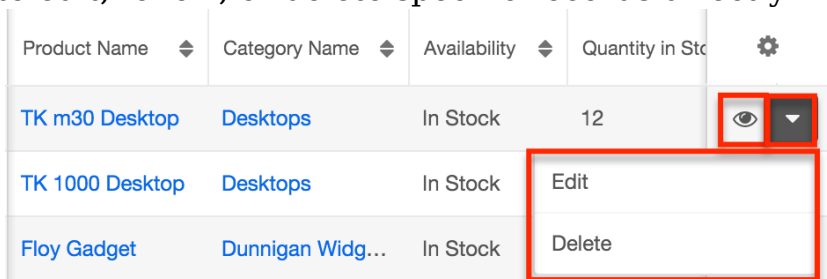 Product Name Category Name Availability Quantity in Sto
TK m30 Desktop Desktops In Stock 12
TK 1000 Desktop Desktops In Stock Edit
Floy Gadget Dunnigan Widg... In Stock Delete